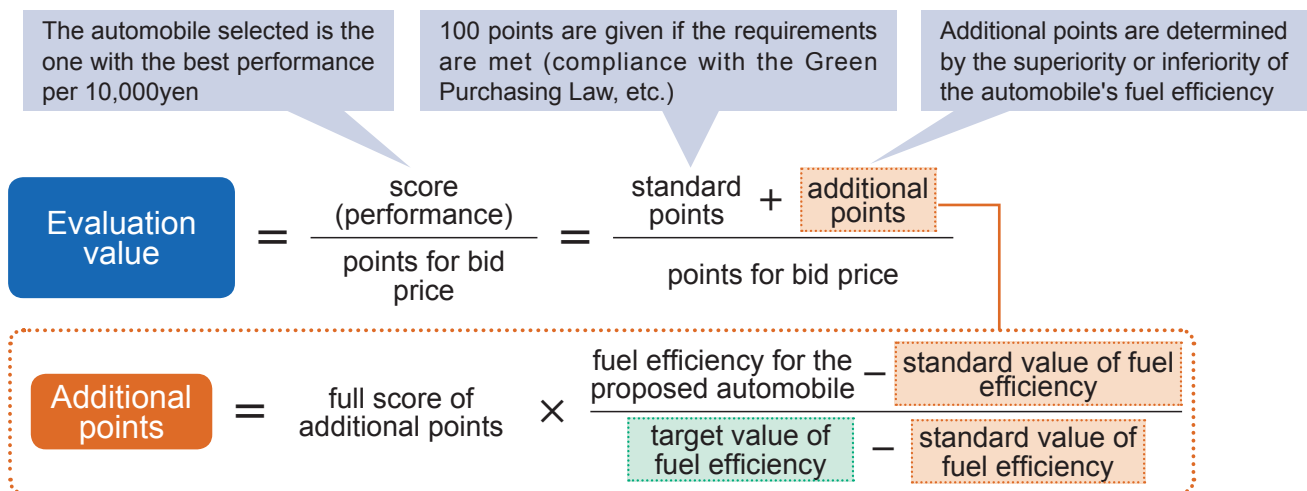 The automobile selected is the
one with the best performance
per 10,000yen
100 points are given if the requirements
are met (compliance with the Green
Purchasing Law, etc.)
Additional points are determined
by the superiority or inferiority of
the automobile's fuel efficiency
Evaluation
value
=
score
(performance)
points for bid
price
=
standard
points
+
additional
points
points for bid price
Additional
points
=
full score of
additional points
×
fuel efficiency for the
proposed automobile
−
standard value of fuel
efficiency
target value of
fuel efficiency
−
standard value of
fuel efficiency